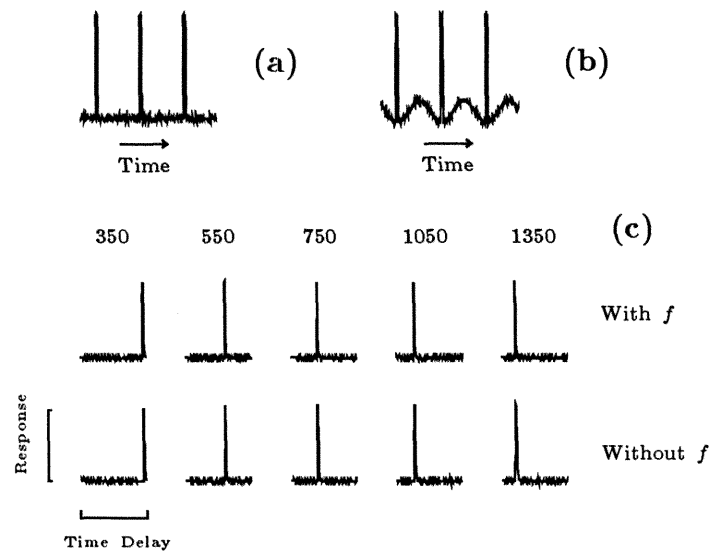 (a)
(b)
Time
Time
(c)
350 550 750 1050 1350
With f
Response
Without f
Time Delay